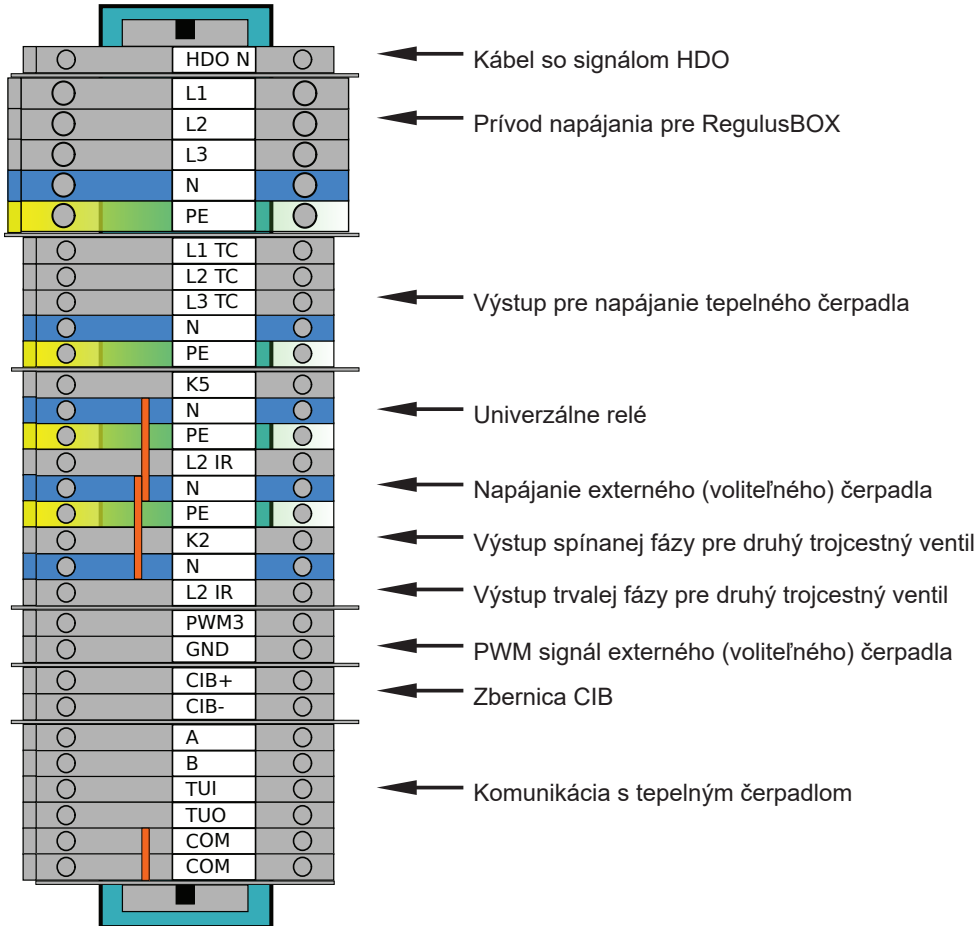 HDO N
Kábel so signálom HDO
L1
L2
Prívod napájania pre RegulusBOX
L3
N
PE
L1 TC
L2 TC
L3 TC
Výstup pre napájanie tepelného čerpadla
N
PE
K5
N
Univerzálne relé
PE
L2 IR
N
Napájanie externého (voliteľného) čerpadla
PE
K2
Výstup spínanej fázy pre druhý trojcestný ventil
N
L2 IR
Výstup trvalej fázy pre druhý trojcestný ventil
PWM3
GND
PWM signál externého (voliteľného) čerpadla
CIB+
Zbernica CIB
CIB-
A
B
TUI
Komunikácia s tepelným čerpadlom
TUO
COM
COM